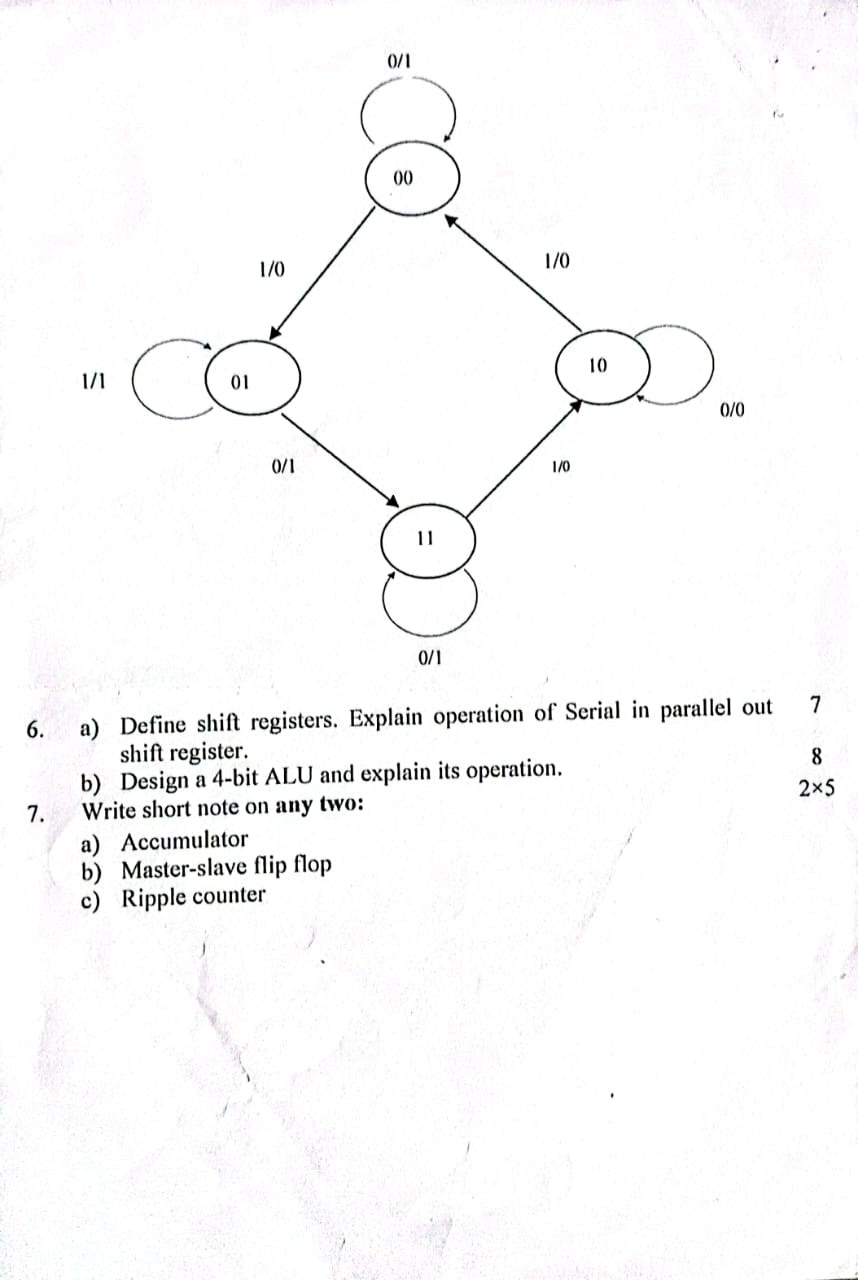 0/1
00
1/0
1/0
1/1
01
10
0/0
0/1
1/0
11
0/1
6. a) Define shift registers. Explain operation of Serial in parallel out 7
shift register.
b) Design a 4-bit ALU and explain its operation. 8
7. Write short note on any two: 2×5
a) Accumulator
b) Master-slave flip flop
c) Ripple counter